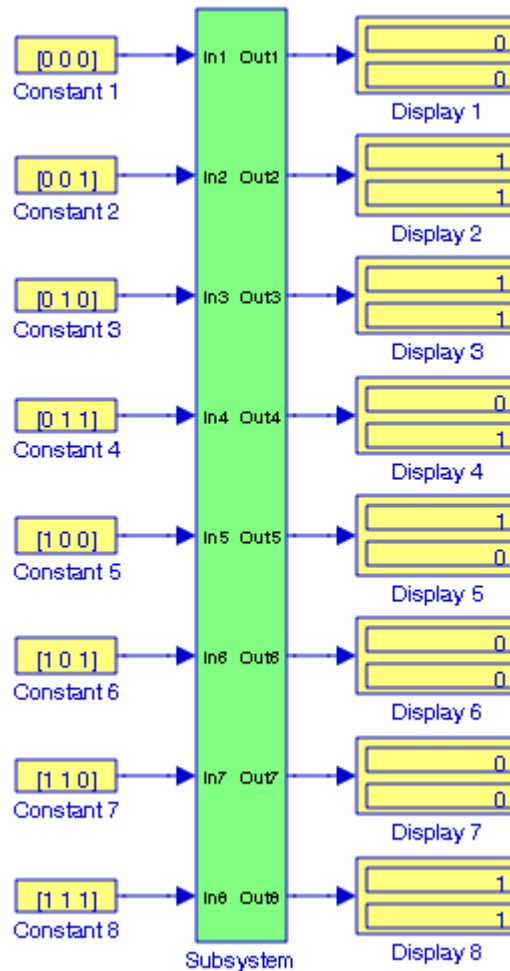 [0 0 0]
Constant 1
In1 Out1
0
0
Display 1
[0 0 1]
Constant 2
In2 Out2
1
1
Display 2
[0 1 0]
Constant 3
In3 Out3
1
1
Display 3
[0 1 1]
Constant 4
In4 Out4
0
1
Display 4
[1 0 0]
Constant 5
In5 Out5
1
0
Display 5
[1 0 1]
Constant 6
In6 Out6
0
0
Display 6
[1 1 0]
Constant 7
In7 Out7
0
0
Display 7
[1 1 1]
Constant 8
In8 Out8
1
1
Display 8
Subsystem